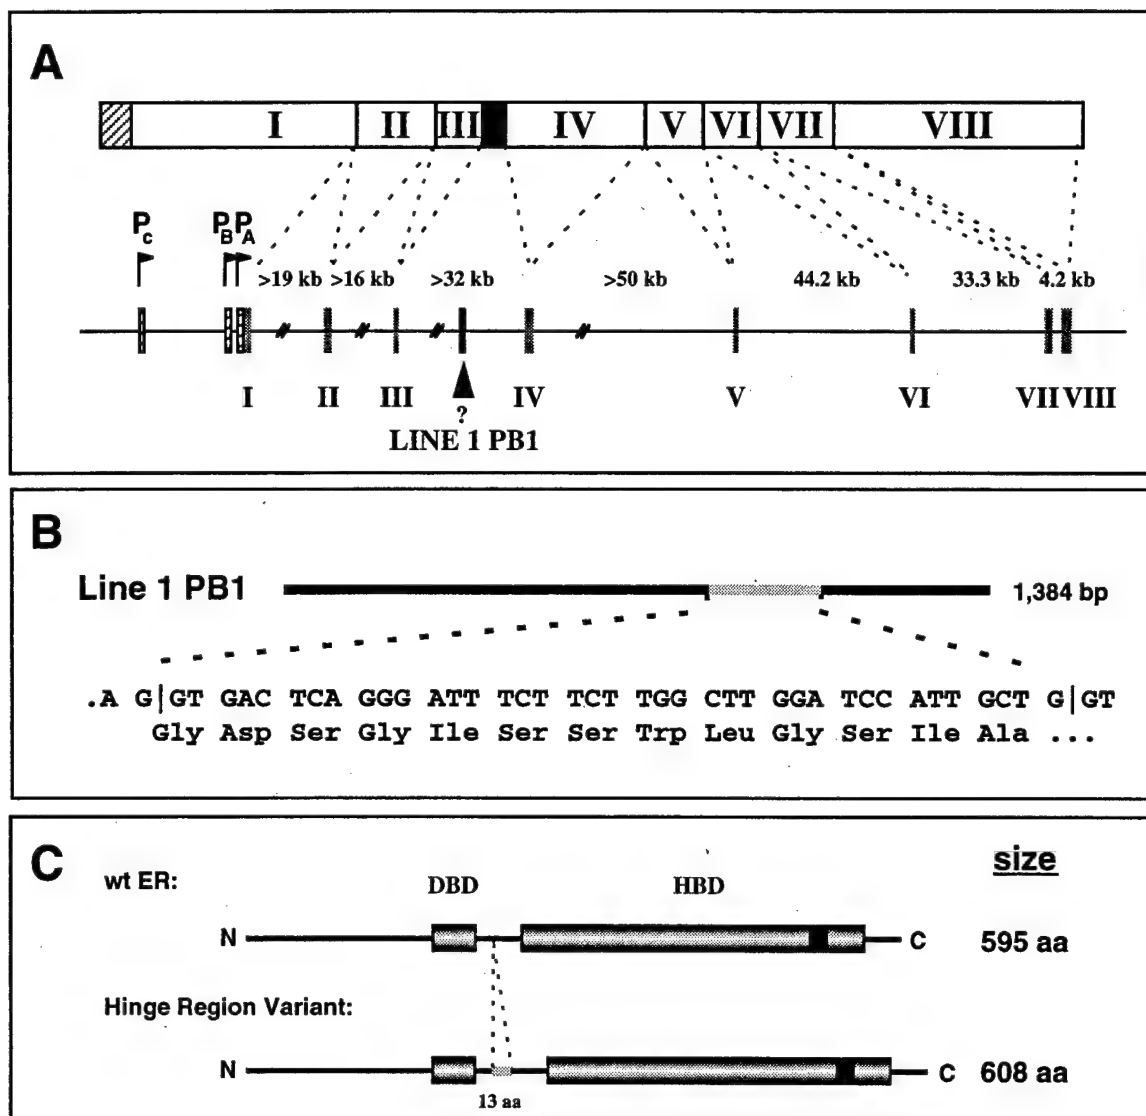 A
I II III IV V VI VII VIII
Pc PB PA
>19 kb >16 kb >32 kb >50 kb 44.2 kb 33.3 kb 4.2 kb
I II III IV V VI VII VIII
?
LINE 1 PB1
B
Line 1 PB1 1,384 bp
.A G|GT GACT TCA GGG ATT TCT TCT TGG CTT GGA TCC ATT GCT G|GT
Gly Asp Ser Gly Ile Ser Ser Trp Leu Gly Ser Ile Ala ...
C
size
wt ER: DBD HBD
N C 595 aa
Hinge Region Variant:
N C 608 aa
13 aa